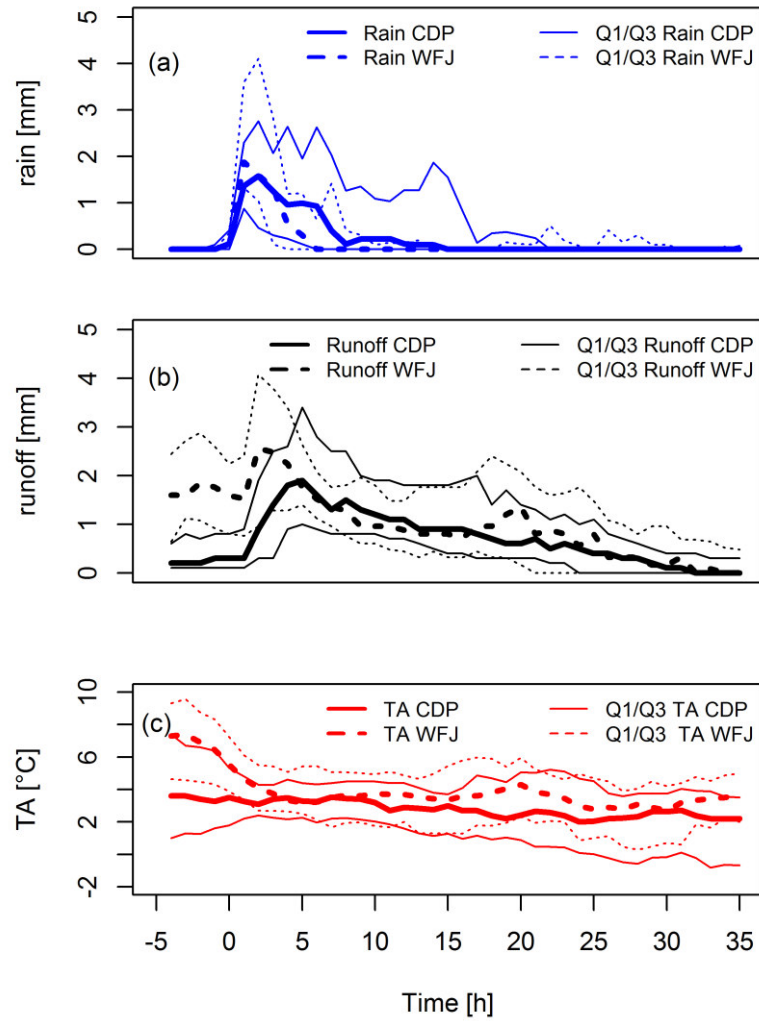 (a)
Rain CDP
Rain WFJ
Q1/Q3 Rain CDP
Q1/Q3 Rain WFJ
rain [mm]
5
4
3
2
1
0
(b)
Runoff CDP
Runoff WFJ
Q1/Q3 Runoff CDP
Q1/Q3 Runoff WFJ
runoff [mm]
5
4
3
2
1
0
(c)
TA CDP
TA WFJ
Q1/Q3 TA CDP
Q1/Q3 TA WFJ
TA [°C]
10
6
2
-2
-5 0 5 10 15 20 25 30 35
Time [h]